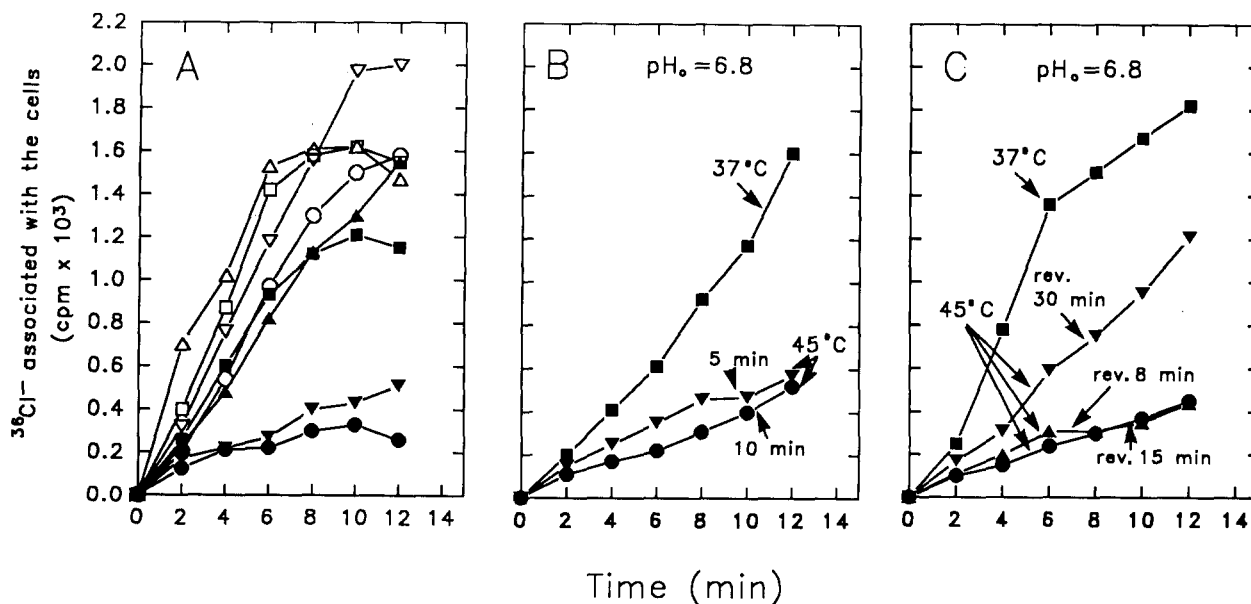 ³⁶Cl⁻ associated with the cells
(cpm x 10³)
A
2.0
1.8
1.6
1.4
1.2
1.0
0.8
0.6
0.4
0.2
0.0
0 2 4 6 8 10 12 14
B
pHₒ=6.8
37°C
45°C
5 min
10 min
0 2 4 6 8 10 12 14
C
pHₒ=6.8
37°C
rev.
30 min
45°C
rev. 8 min
rev. 15 min
0 2 4 6 8 10 12 14
Time (min)